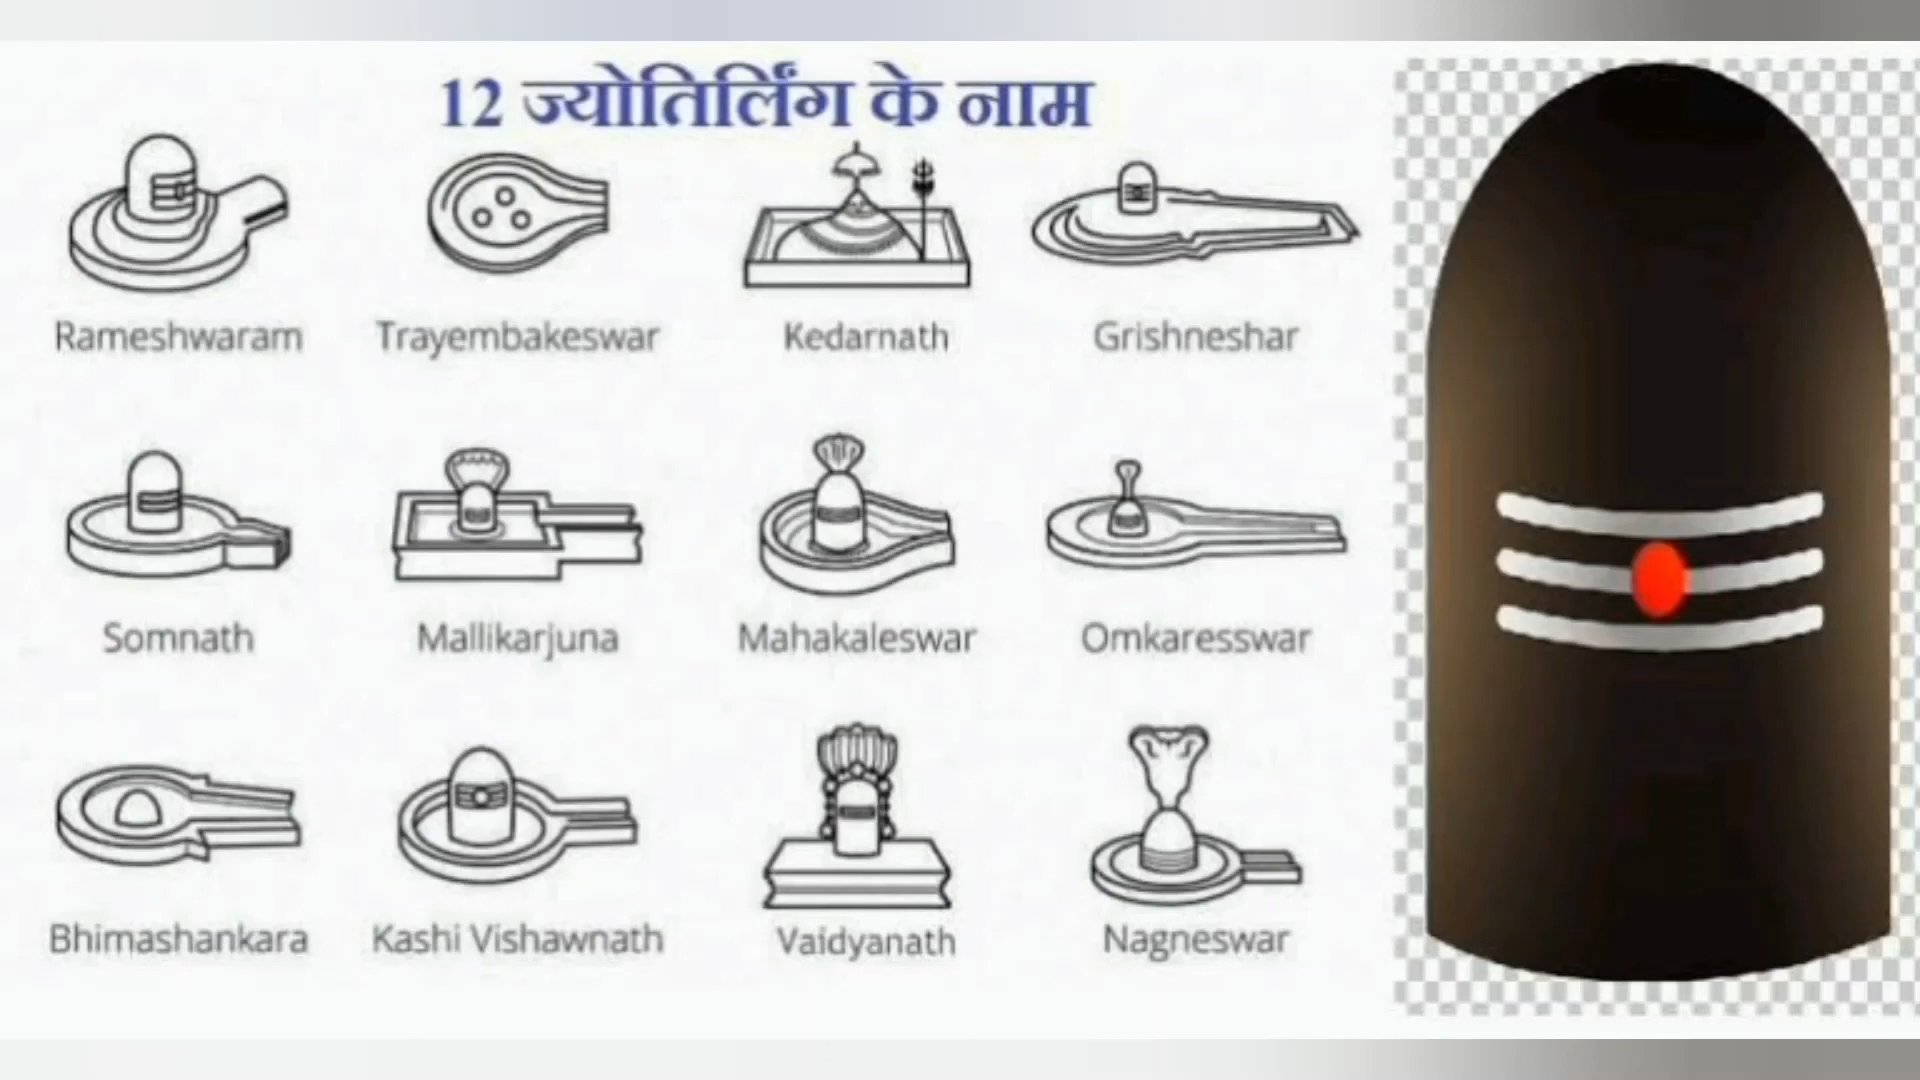 12 ज्योतिर्लिंग के नाम
Rameshwaram Trayembakeswar Kedarnath Grishneshar
Somnath Mallikarjuna Mahakaleswar Omkaresswar
Bhimashankara Kashi Vishawnath Vaidyanath Nagneswar